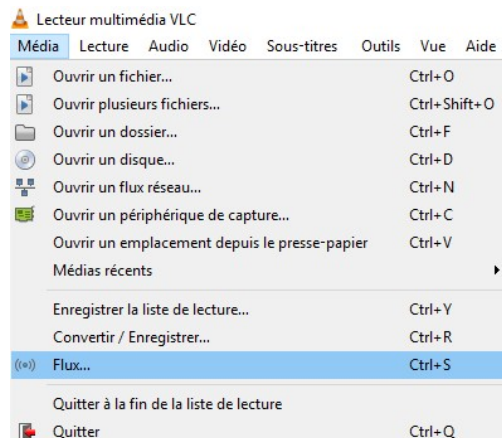 Lecteur multimédia VLC
Média Lecture Audio Vidéo Sous-titres Outils Vue Aide
Ouvrir un fichier... Ctrl+O
Ouvrir plusieurs fichiers... Ctrl+Shift+O
Ouvrir un dossier... Ctrl+F
Ouvrir un disque... Ctrl+D
Ouvrir un flux réseau... Ctrl+N
Ouvrir un périphérique de capture... Ctrl+C
Ouvrir un emplacement depuis le presse-papier Ctrl+V
Médias récents
Enregistrer la liste de lecture... Ctrl+Y
Convertir / Enregistrer... Ctrl+R
Flux... Ctrl+S
Quitter à la fin de la liste de lecture
Quitter Ctrl+Q